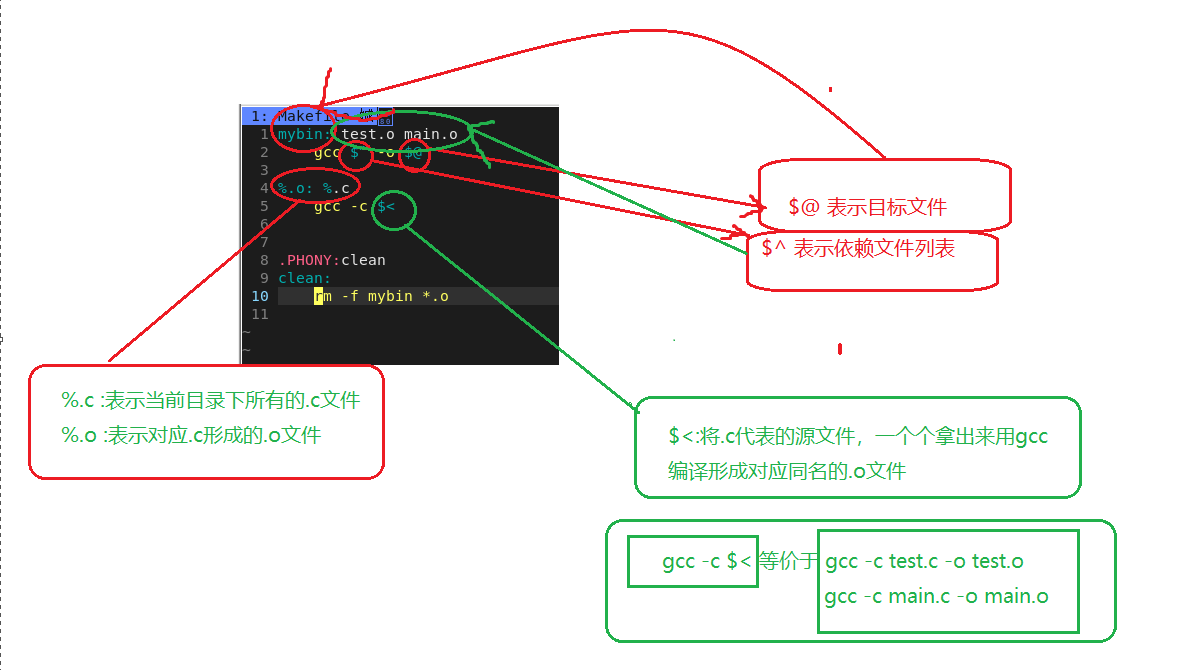 1: Makefile
1 mybin: test.o main.o
2 gcc $^ -o $@
3
4 %.o: %.c
5 gcc -c $<
6
7
8 .PHONY:clean
9 clean:
10 rm -f mybin *.o
11
~
~
$@ 表示目标文件
$^ 表示依赖文件列表
%.c :表示当前目录下所有的.c文件
%.o :表示对应.c形成的.o文件
$<:将.c代表的源文件，一个个拿出来用gcc
编译形成对应同名的.o文件
gcc -c $< 等价于 gcc -c test.c -o test.o
gcc -c main.c -o main.o